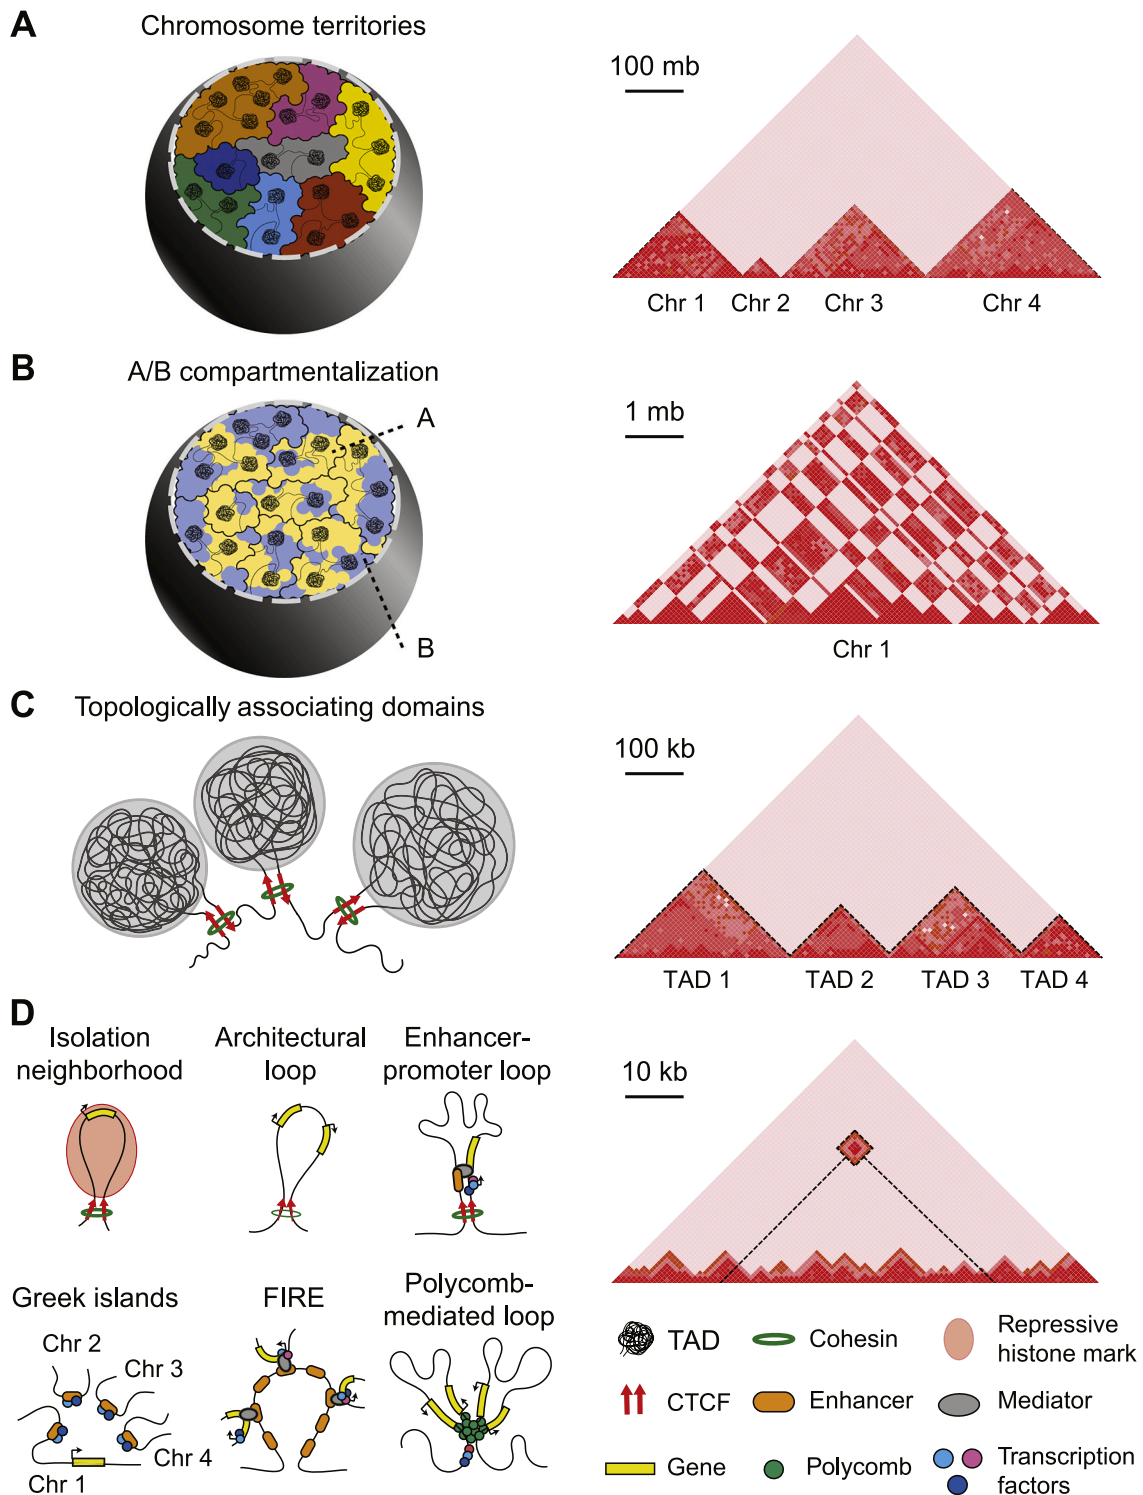 A
Chromosome territories
100 mb
Chr 1
Chr 2
Chr 3
Chr 4
B
A/B compartmentalization
A
B
1 mb
Chr 1
C
Topologically associating domains
100 kb
TAD 1
TAD 2
TAD 3
TAD 4
D
Isolation
neighborhood
Architectural
loop
Enhancer-
promoter loop
10 kb
Greek islands
Chr 2
Chr 3
Chr 4
Chr 1
FIRE
Polycomb-
mediated loop
TAD
Cohesin
Repressive
histone mark
CTCF
Enhancer
Mediator
Gene
Polycomb
Transcription
factors